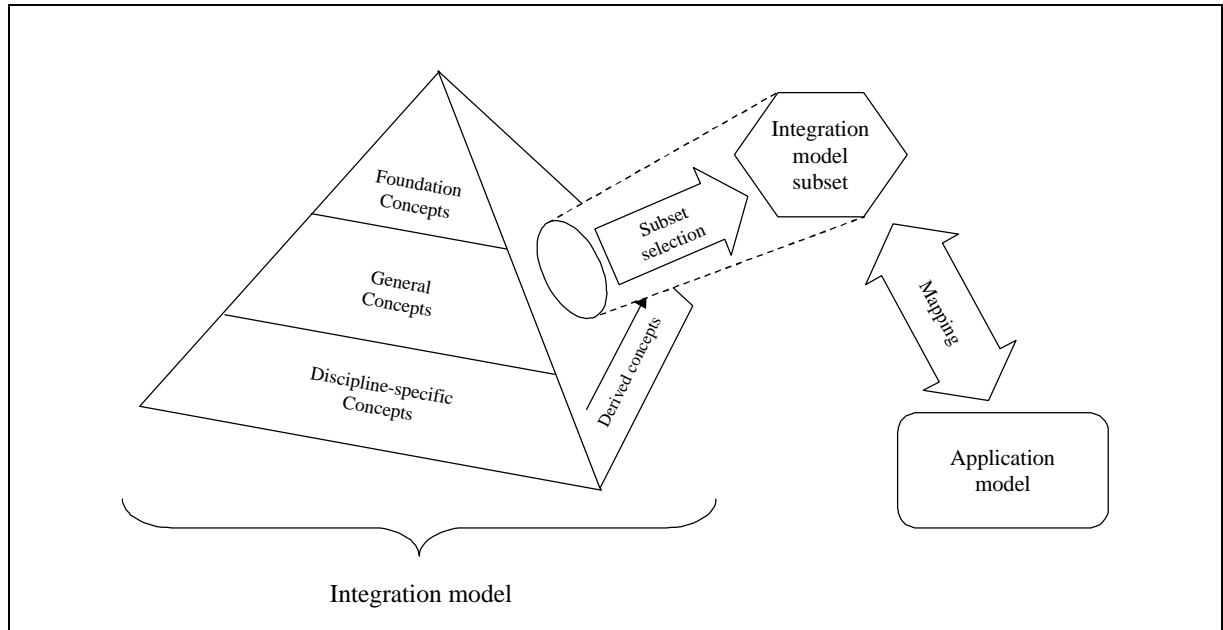 Foundation
Concepts
General
Concepts
Discipline-specific
Concepts
Derived concepts
Subset
selection
Integration
model
subset
Mapping
Application
model
Integration model